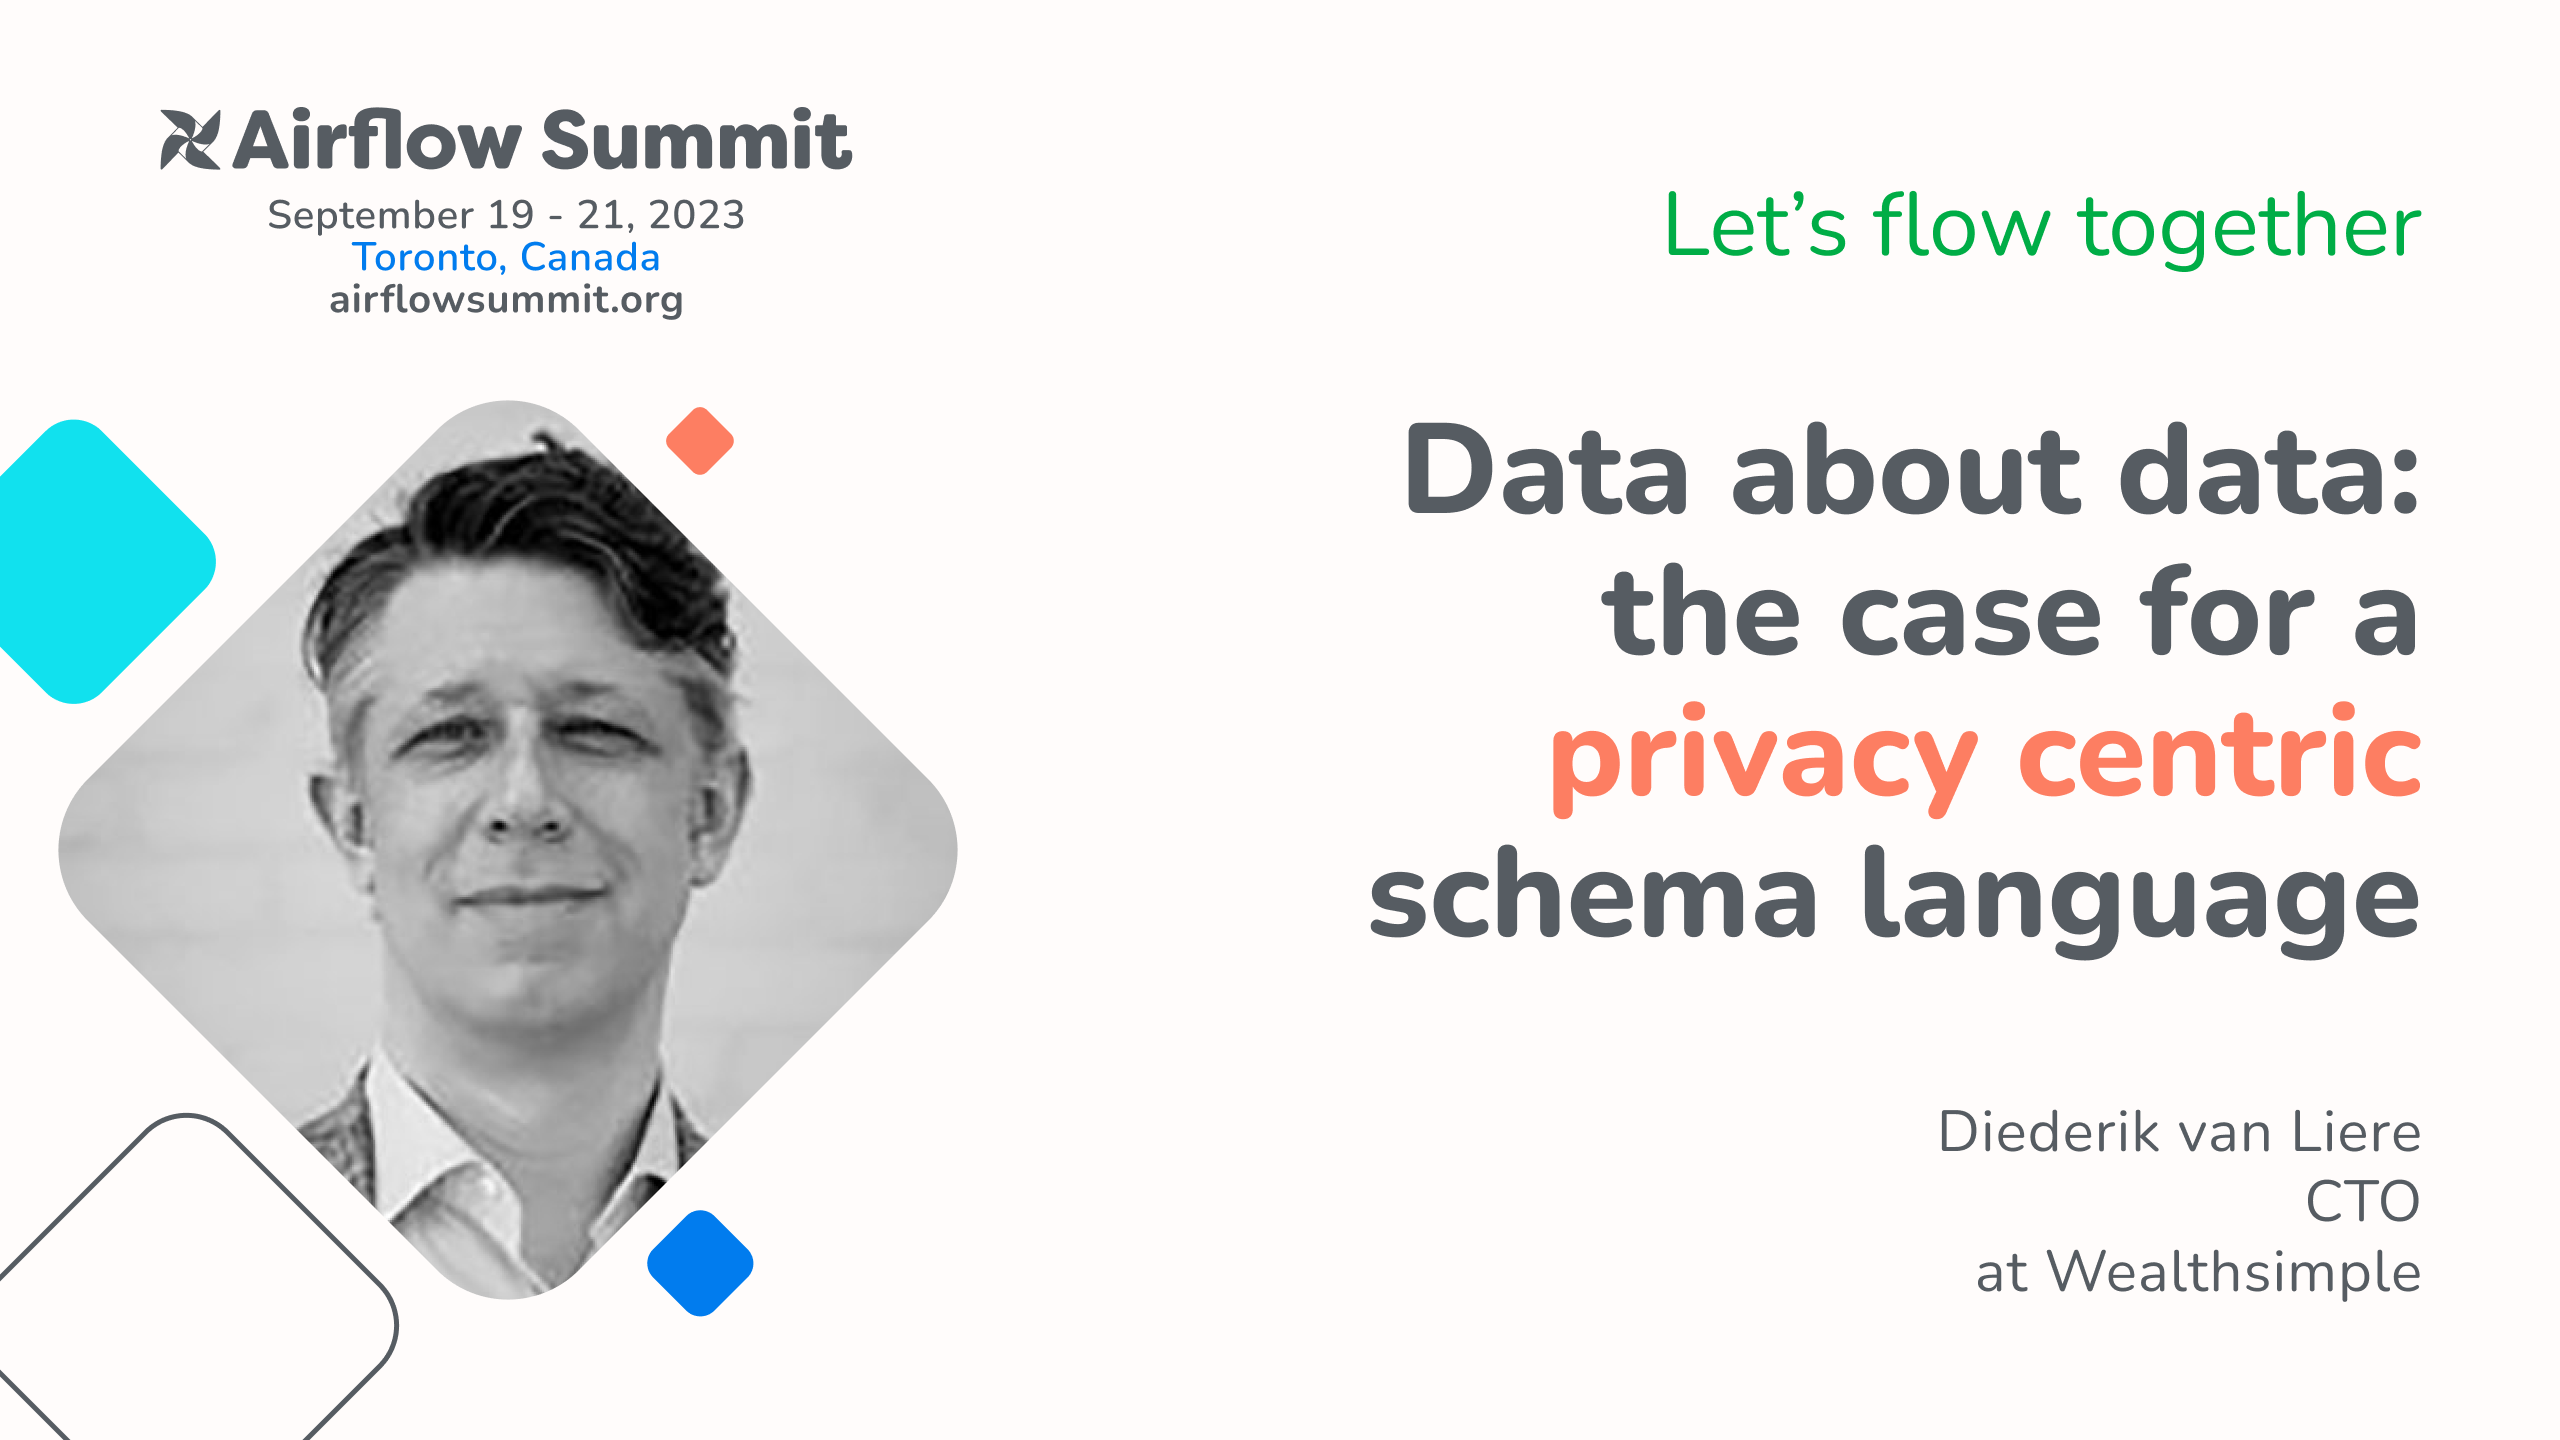 Airflow Summit
September 19 - 21, 2023
Toronto, Canada
airflowsummit.org
Let’s flow together
Data about data:
the case for a
privacy centric
schema language
Diederik van Liere
CTO
at Wealthsimple